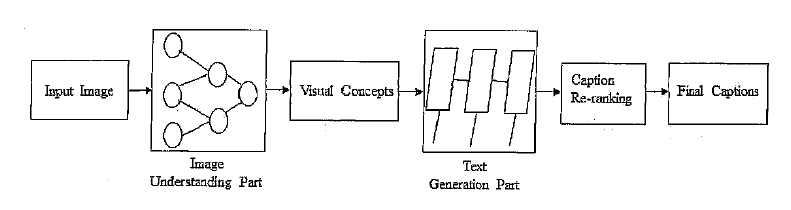 Input Image
Image
Understanding Part
Visual Concepts
Text
Generation Part
Caption
Re-ranking
Final Captions